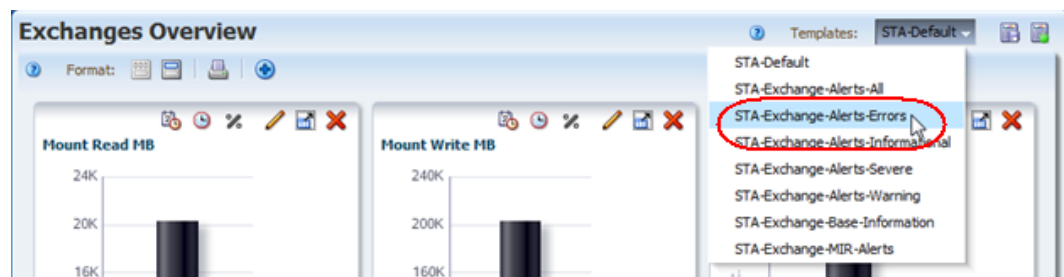 Exchanges Overview
Templates: STA-Default
Format:
STA-Default
STA-Exchange-Alerts-All
STA-Exchange-Alerts-Errors
STA-Exchange-Alerts-Informational
STA-Exchange-Alerts-Severe
STA-Exchange-Alerts-Warning
STA-Exchange-Base-Information
STA-Exchange-MIR-Alerts
Mount Read MB
24K
20K
16K
Mount Write MB
240K
200K
160K